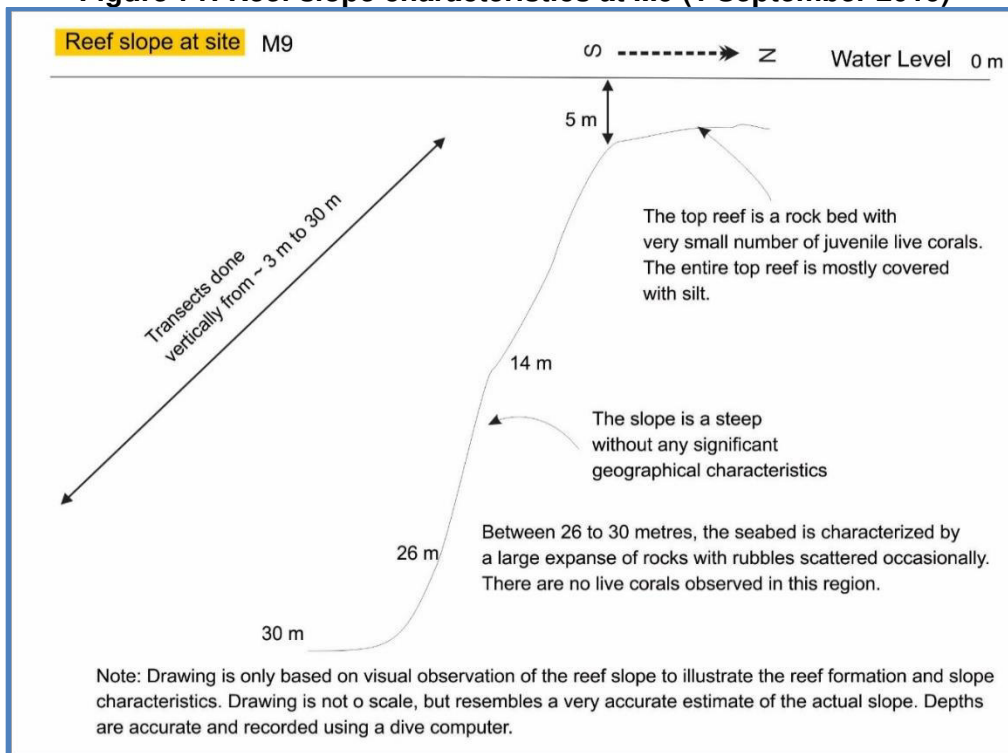 Reef slope at site M9
S N
Water Level 0 m
5 m
Transects done
vertically from ~ 3 m to 30 m
The top reef is a rock bed with
very small number of juvenile live corals.
The entire top reef is mostly covered
with silt.
14 m
The slope is a steep
without any significant
geographical characteristics
Between 26 to 30 metres, the seabed is characterized by
a large expanse of rocks with rubbles scattered occasionally.
There are no live corals observed in this region.
26 m
30 m
Note: Drawing is only based on visual observation of the reef slope to illustrate the reef formation and slope
characteristics. Drawing is not o scale, but resembles a very accurate estimate of the actual slope. Depths
are accurate and recorded using a dive computer.